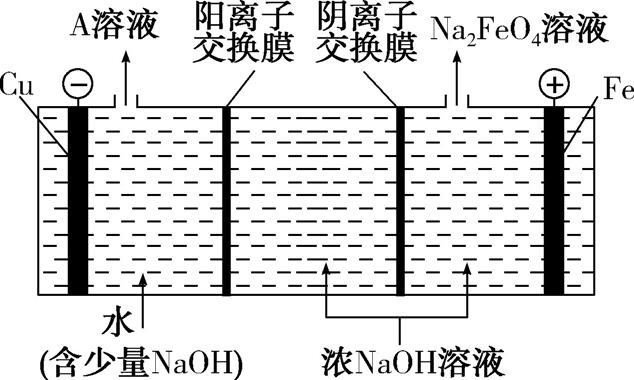 A溶液
阳离子
交换膜
阴离子
交换膜
Na₂FeO₄溶液
Cu
−
+
Fe
水
(含少量NaOH)
浓NaOH溶液